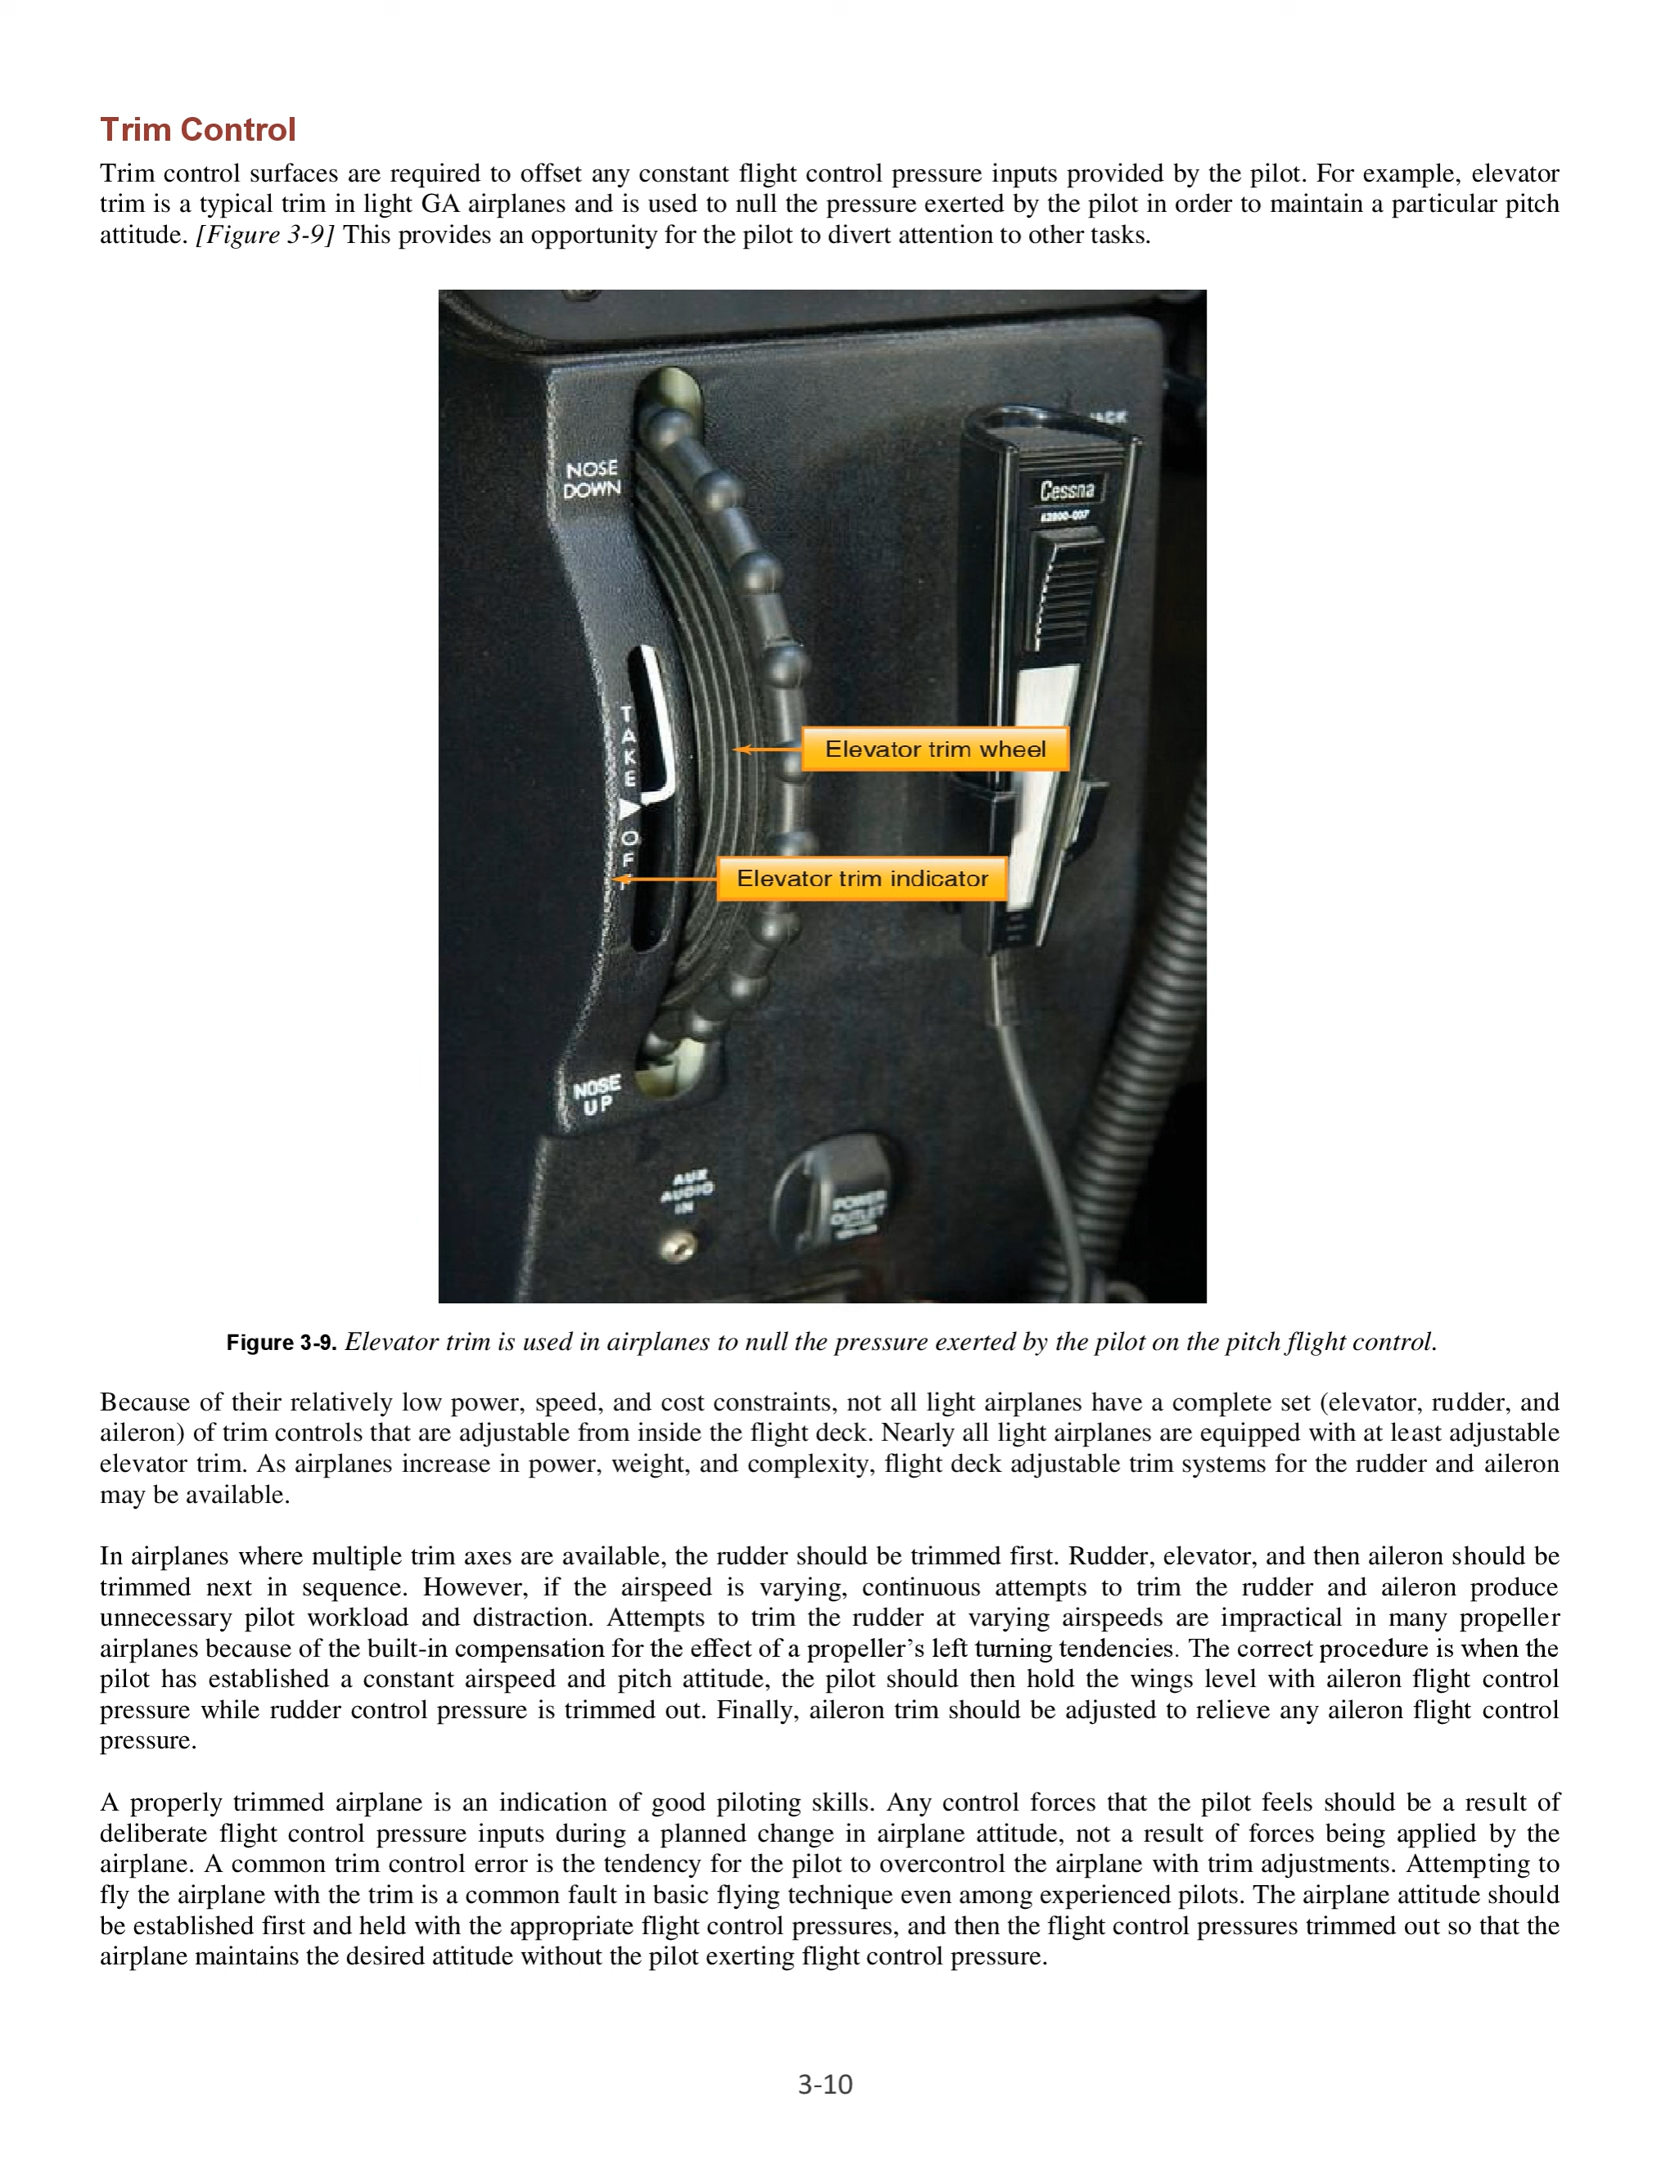 Trim Control
Trim control surfaces are required to offset any constant flight control pressure inputs provided by the pilot. For example, elevator
trim is a typical trim in light GA airplanes and is used to null the pressure exerted by the pilot in order to maintain a particular pitch
attitude. [Figure 3-9] This provides an opportunity for the pilot to divert attention to other tasks.
NOSE
DOWN
Cessna
TAKE
OFF
Elevator trim wheel
Elevator trim indicator
NOSE
UP
AUX
AUDIO
IN
POWER
OUTLET
Figure 3-9. Elevator trim is used in airplanes to null the pressure exerted by the pilot on the pitch flight control.
Because of their relatively low power, speed, and cost constraints, not all light airplanes have a complete set (elevator, rudder, and
aileron) of trim controls that are adjustable from inside the flight deck. Nearly all light airplanes are equipped with at least adjustable
elevator trim. As airplanes increase in power, weight, and complexity, flight deck adjustable trim systems for the rudder and aileron
may be available.
In airplanes where multiple trim axes are available, the rudder should be trimmed first. Rudder, elevator, and then aileron should be
trimmed next in sequence. However, if the airspeed is varying, continuous attempts to trim the rudder and aileron produce
unnecessary pilot workload and distraction. Attempts to trim the rudder at varying airspeeds are impractical in many propeller
airplanes because of the built-in compensation for the effect of a propeller’s left turning tendencies. The correct procedure is when the
pilot has established a constant airspeed and pitch attitude, the pilot should then hold the wings level with aileron flight control
pressure while rudder control pressure is trimmed out. Finally, aileron trim should be adjusted to relieve any aileron flight control
pressure.
A properly trimmed airplane is an indication of good piloting skills. Any control forces that the pilot feels should be a result of
deliberate flight control pressure inputs during a planned change in airplane attitude, not a result of forces being applied by the
airplane. A common trim control error is the tendency for the pilot to overcontrol the airplane with trim adjustments. Attempting to
fly the airplane with the trim is a common fault in basic flying technique even among experienced pilots. The airplane attitude should
be established first and held with the appropriate flight control pressures, and then the flight control pressures trimmed out so that the
airplane maintains the desired attitude without the pilot exerting flight control pressure.
3-10